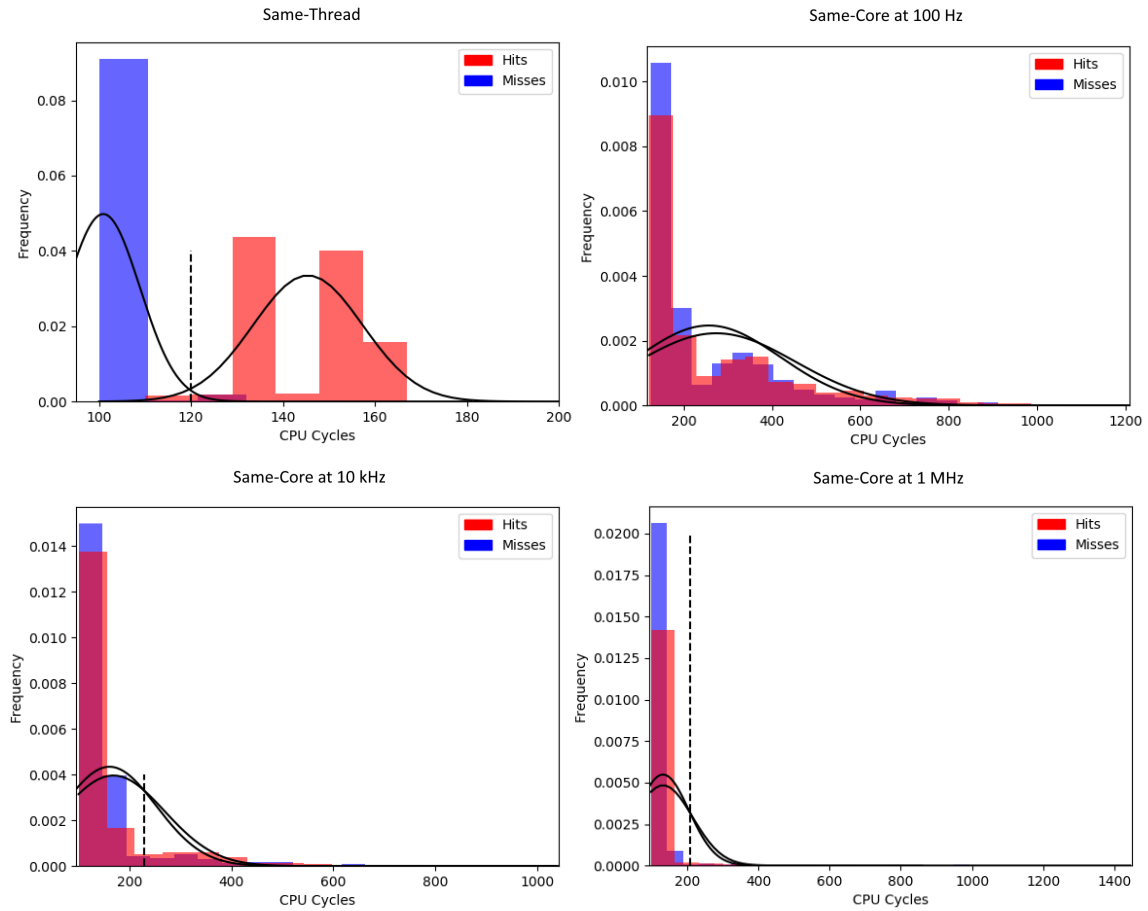 Same-Thread
Hits
Misses
0.08
0.06
0.04
0.02
0.00
Frequency
100
120
140
160
180
200
CPU Cycles
Same-Core at 100 Hz
Hits
Misses
0.010
0.008
0.006
0.004
0.002
0.000
Frequency
200
400
600
800
1000
1200
CPU Cycles
Same-Core at 10 kHz
Hits
Misses
0.014
0.012
0.010
0.008
0.006
0.004
0.002
0.000
Frequency
200
400
600
800
1000
CPU Cycles
Same-Core at 1 MHz
Hits
Misses
0.0200
0.0175
0.0150
0.0125
0.0100
0.0075
0.0050
0.0025
0.0000
Frequency
200
400
600
800
1000
1200
1400
CPU Cycles